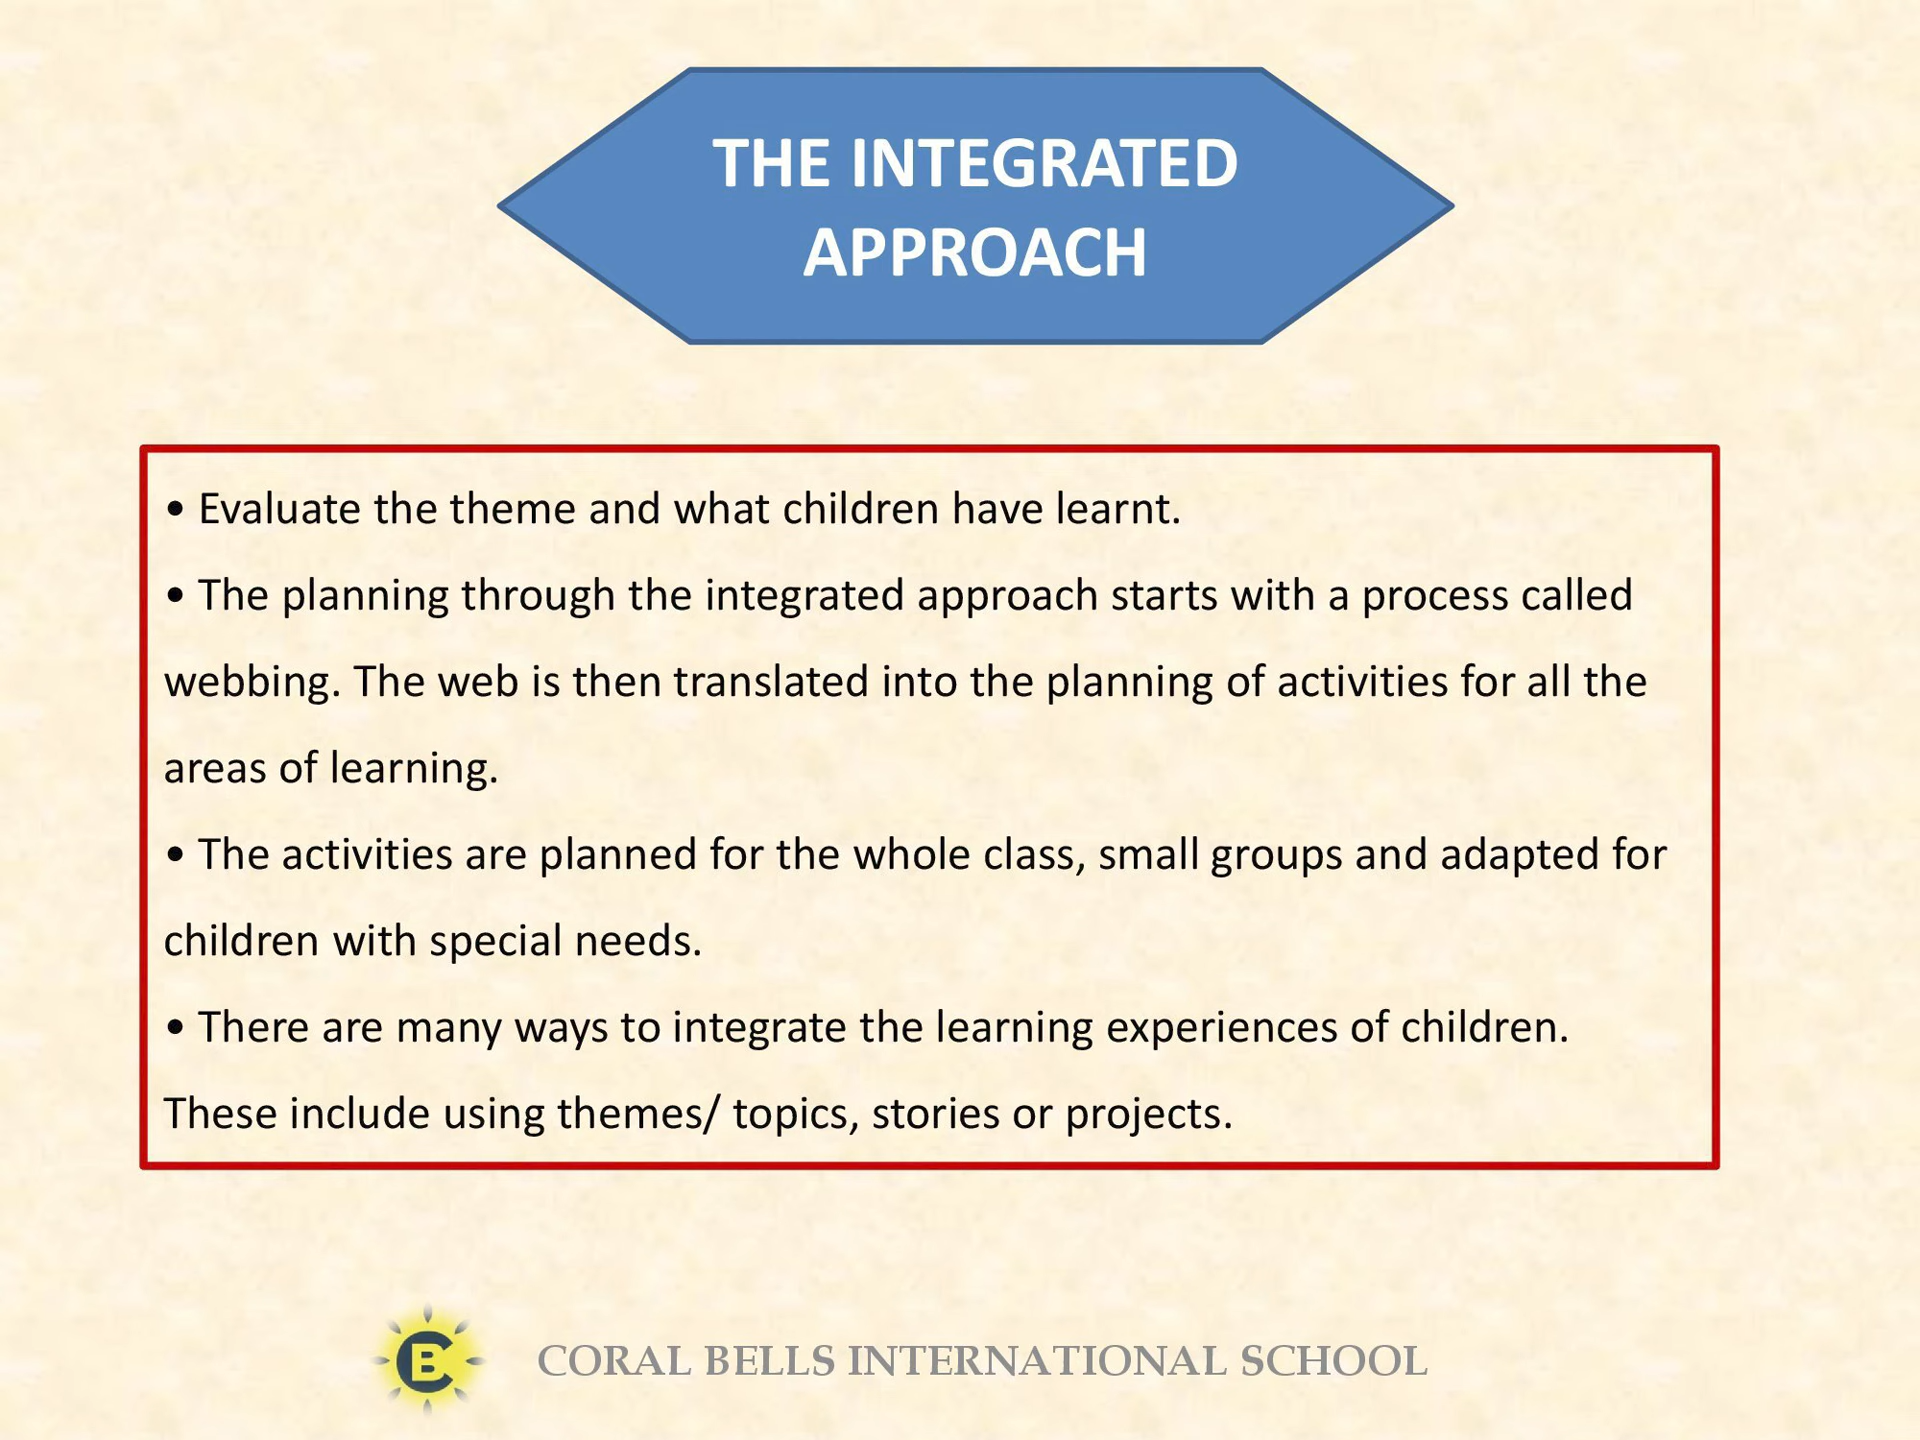 THE INTEGRATED
APPROACH
• Evaluate the theme and what children have learnt.
• The planning through the integrated approach starts with a process called
webbing. The web is then translated into the planning of activities for all the
areas of learning.
• The activities are planned for the whole class, small groups and adapted for
children with special needs.
• There are many ways to integrate the learning experiences of children.
These include using themes/ topics, stories or projects.
CB
CORAL BELLS INTERNATIONAL SCHOOL